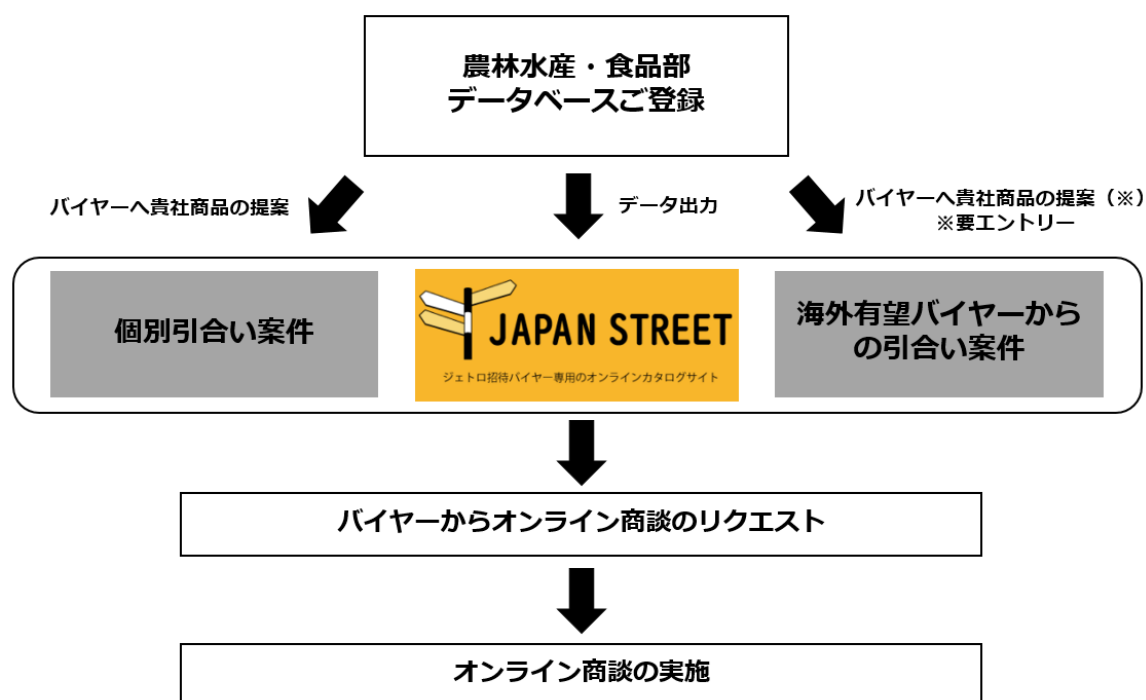 農林水産・食品部
データベースご登録
バイヤーへ貴社商品の提案
データ出力
バイヤーへ貴社商品の提案（※）
※要エントリー
個別引合い案件
JAPAN STREET
ジェトロ招待バイヤー専用のオンラインカタログサイト
海外有望バイヤーから
の引合い案件
バイヤーからオンライン商談のリクエスト
オンライン商談の実施